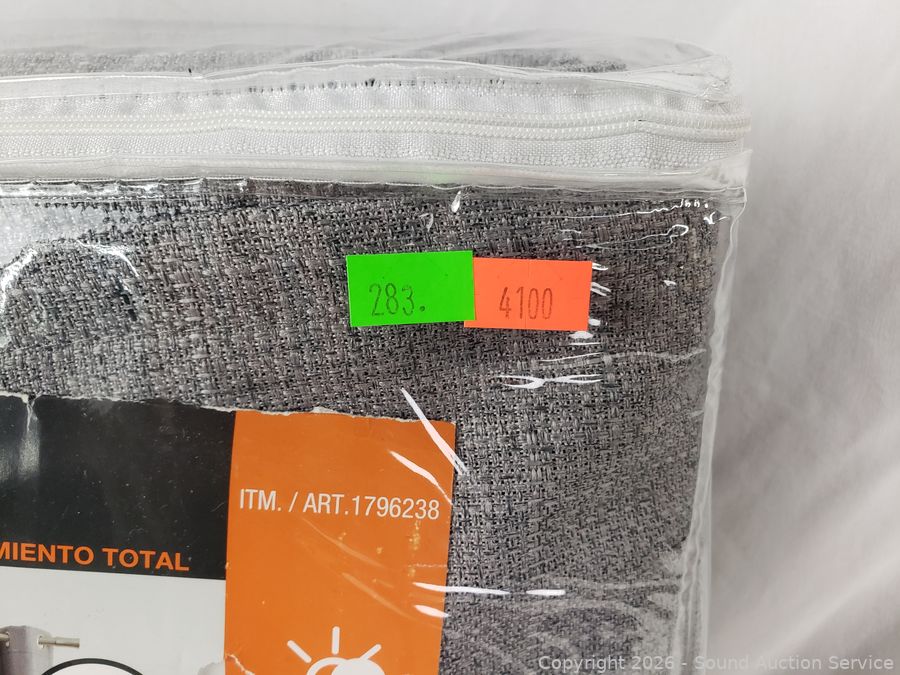 283.
4100
ITM. / ART.1796238
MIENTO TOTAL
Copyright 2026 - Sound Auction Service